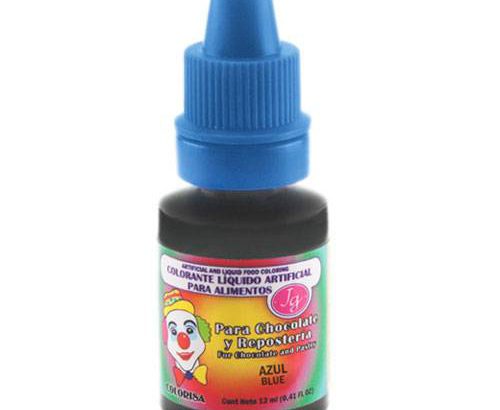 ARTIFICIAL AND LIQUID FOOD COLORING
COLORANTE LÍQUIDO ARTIFICIAL
PARA ALIMENTOS
Jg
Para Chocolate
y Repostería
For Chocolate and Pastry
AZUL
BLUE
COLORISA
Cont Neto 12 ml (0.41 fl oz)